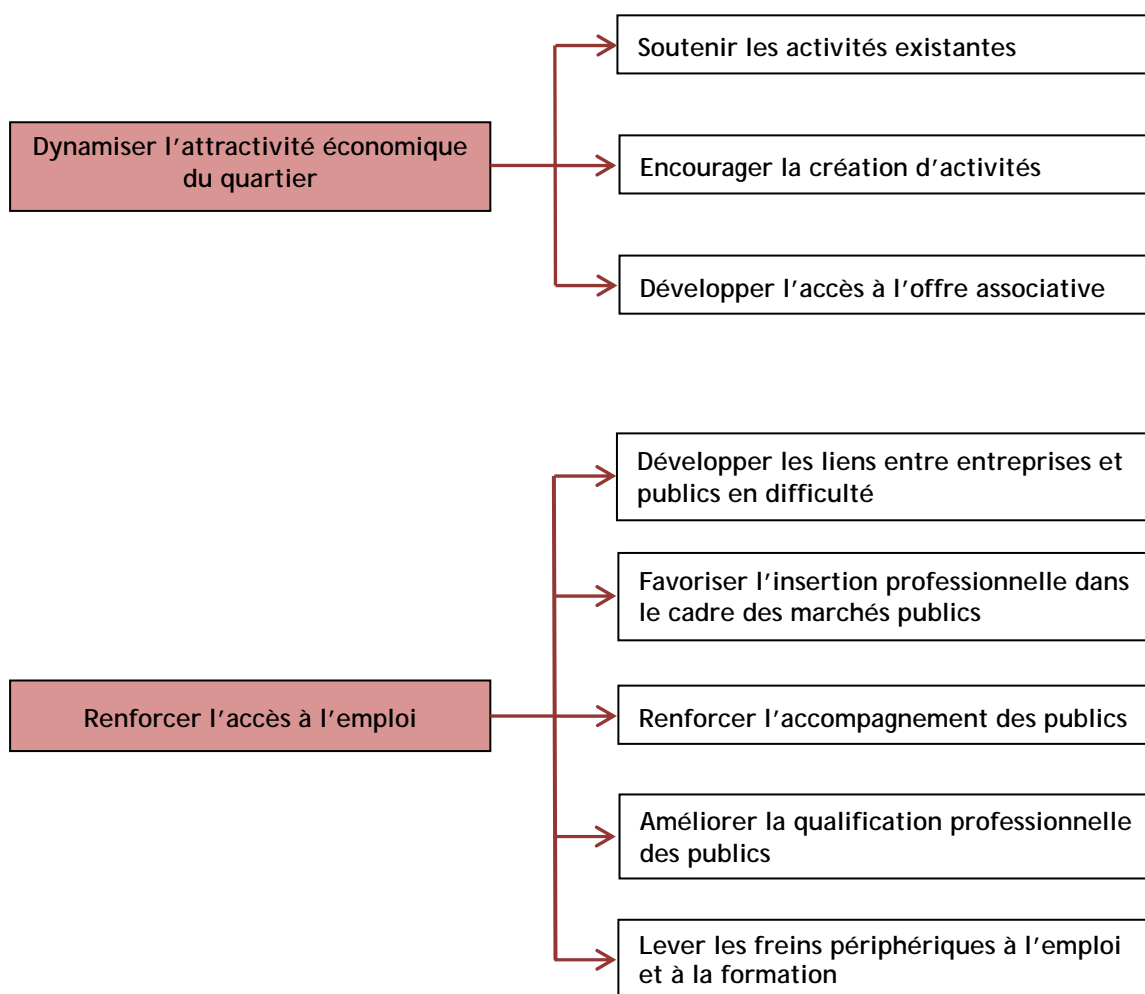 Dynamiser l'attractivité économique
du quartier
Soutenir les activités existantes
Encourager la création d'activités
Développer l'accès à l'offre associative
Renforcer l'accès à l'emploi
Développer les liens entre entreprises et
publics en difficulté
Favoriser l'insertion professionnelle dans
le cadre des marchés publics
Renforcer l'accompagnement des publics
Améliorer la qualification professionnelle
des publics
Lever les freins périphériques à l'emploi
et à la formation